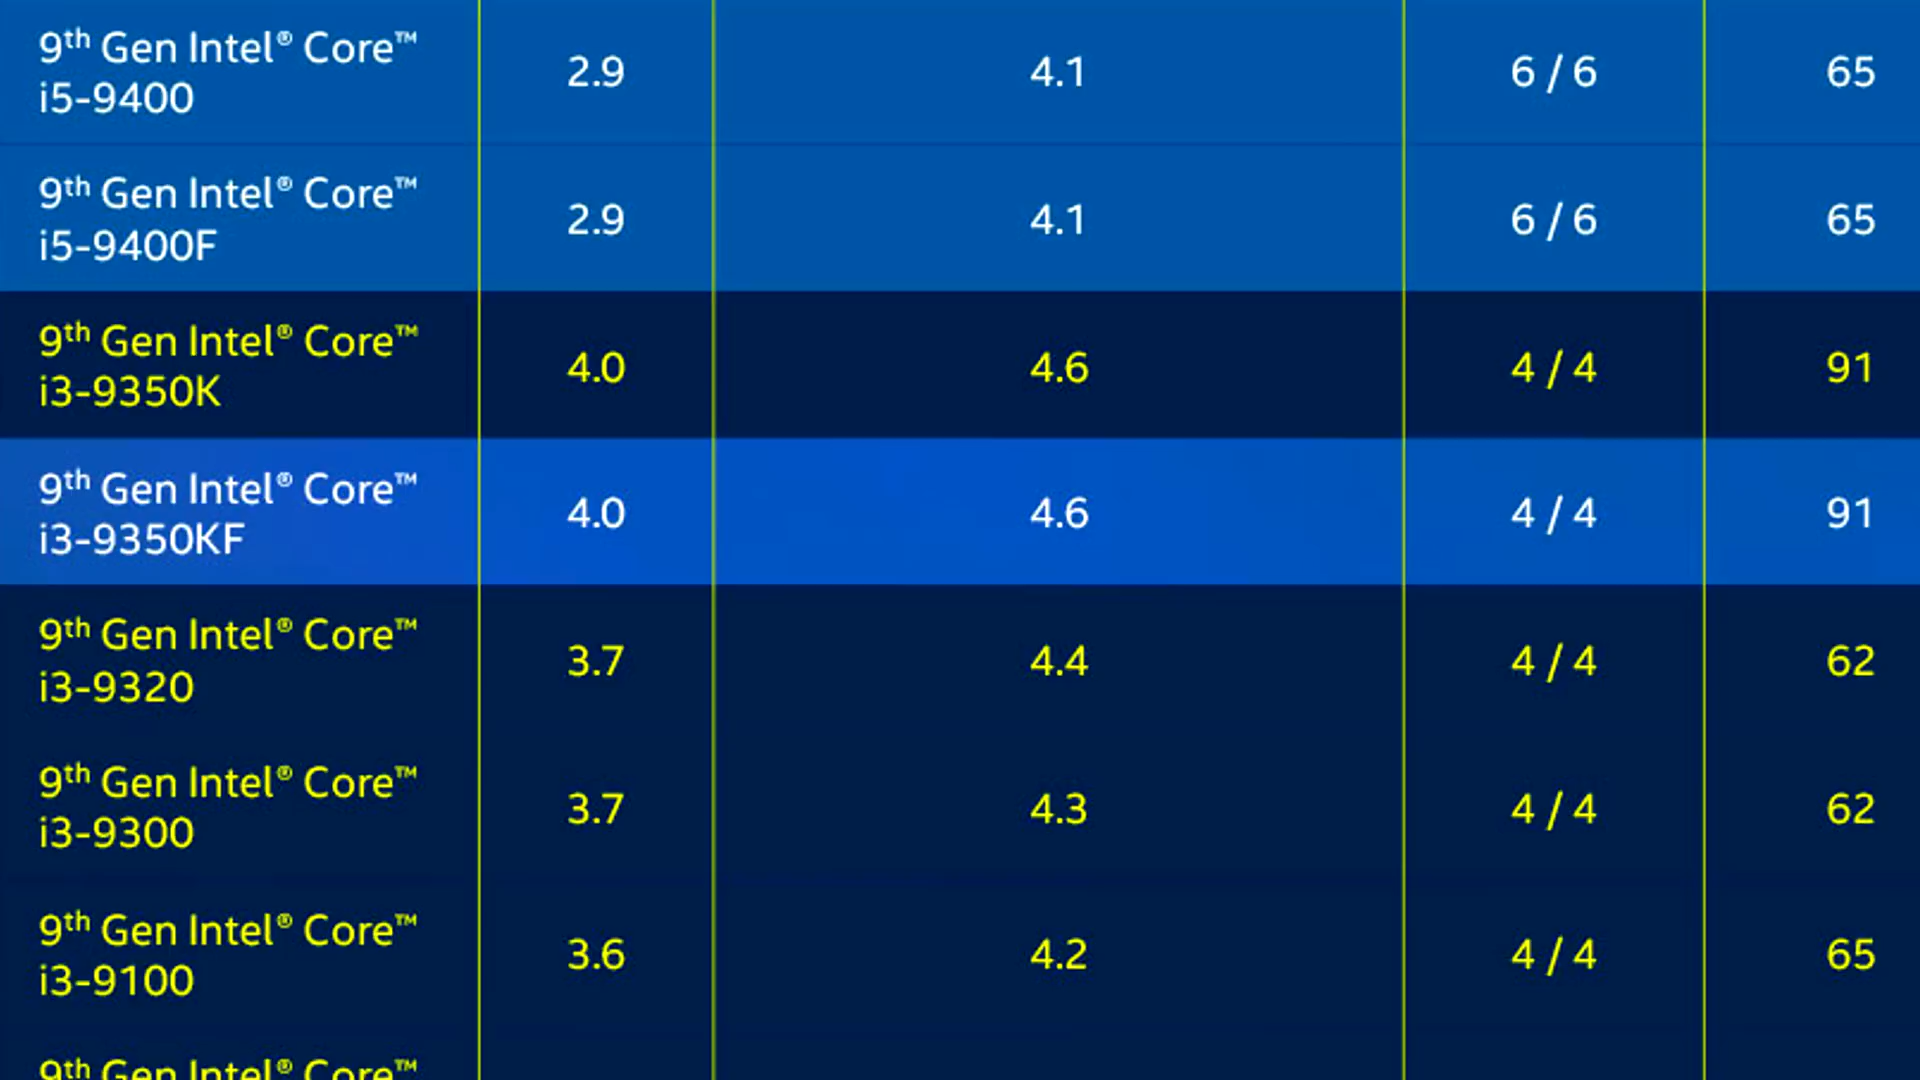 9th Gen Intel® Core™
i5-9400
2.9
4.1
6 / 6
65
9th Gen Intel® Core™
i5-9400F
2.9
4.1
6 / 6
65
9th Gen Intel® Core™
i3-9350K
4.0
4.6
4 / 4
91
9th Gen Intel® Core™
i3-9350KF
4.0
4.6
4 / 4
91
9th Gen Intel® Core™
i3-9320
3.7
4.4
4 / 4
62
9th Gen Intel® Core™
i3-9300
3.7
4.3
4 / 4
62
9th Gen Intel® Core™
i3-9100
3.6
4.2
4 / 4
65
9th Gen Intel® Core™